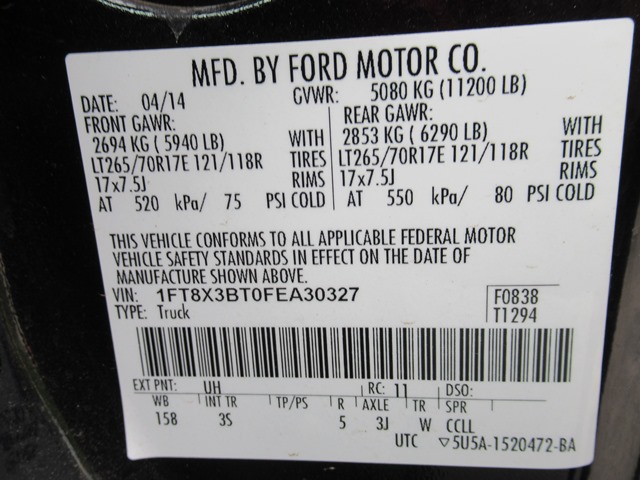 MFD. BY FORD MOTOR CO.
DATE: 04/14 GVWR: 5080 KG (11200 LB)
FRONT GAWR: REAR GAWR:
2694 KG ( 5940 LB) WITH 2853 KG ( 6290 LB) WITH
LT265/70R17E 121/118R TIRES LT265/70R17E 121/118R TIRES
17x7.5J RIMS 17x7.5J RIMS
AT 520 kPa/ 75 PSI COLD AT 550 kPa/ 80 PSI COLD
THIS VEHICLE CONFORMS TO ALL APPLICABLE FEDERAL MOTOR
VEHICLE SAFETY STANDARDS IN EFFECT ON THE DATE OF
MANUFACTURE SHOWN ABOVE.
VIN: 1FT8X3BT0FEA30327 F0838
TYPE: Truck T1294
EXT PNT: UH RC: 11 DSO:
WB INT TR TP/PS R AXLE TR SPR
158 3S 5 3J W CCLL
UTC ▽5U5A-1520472-BA